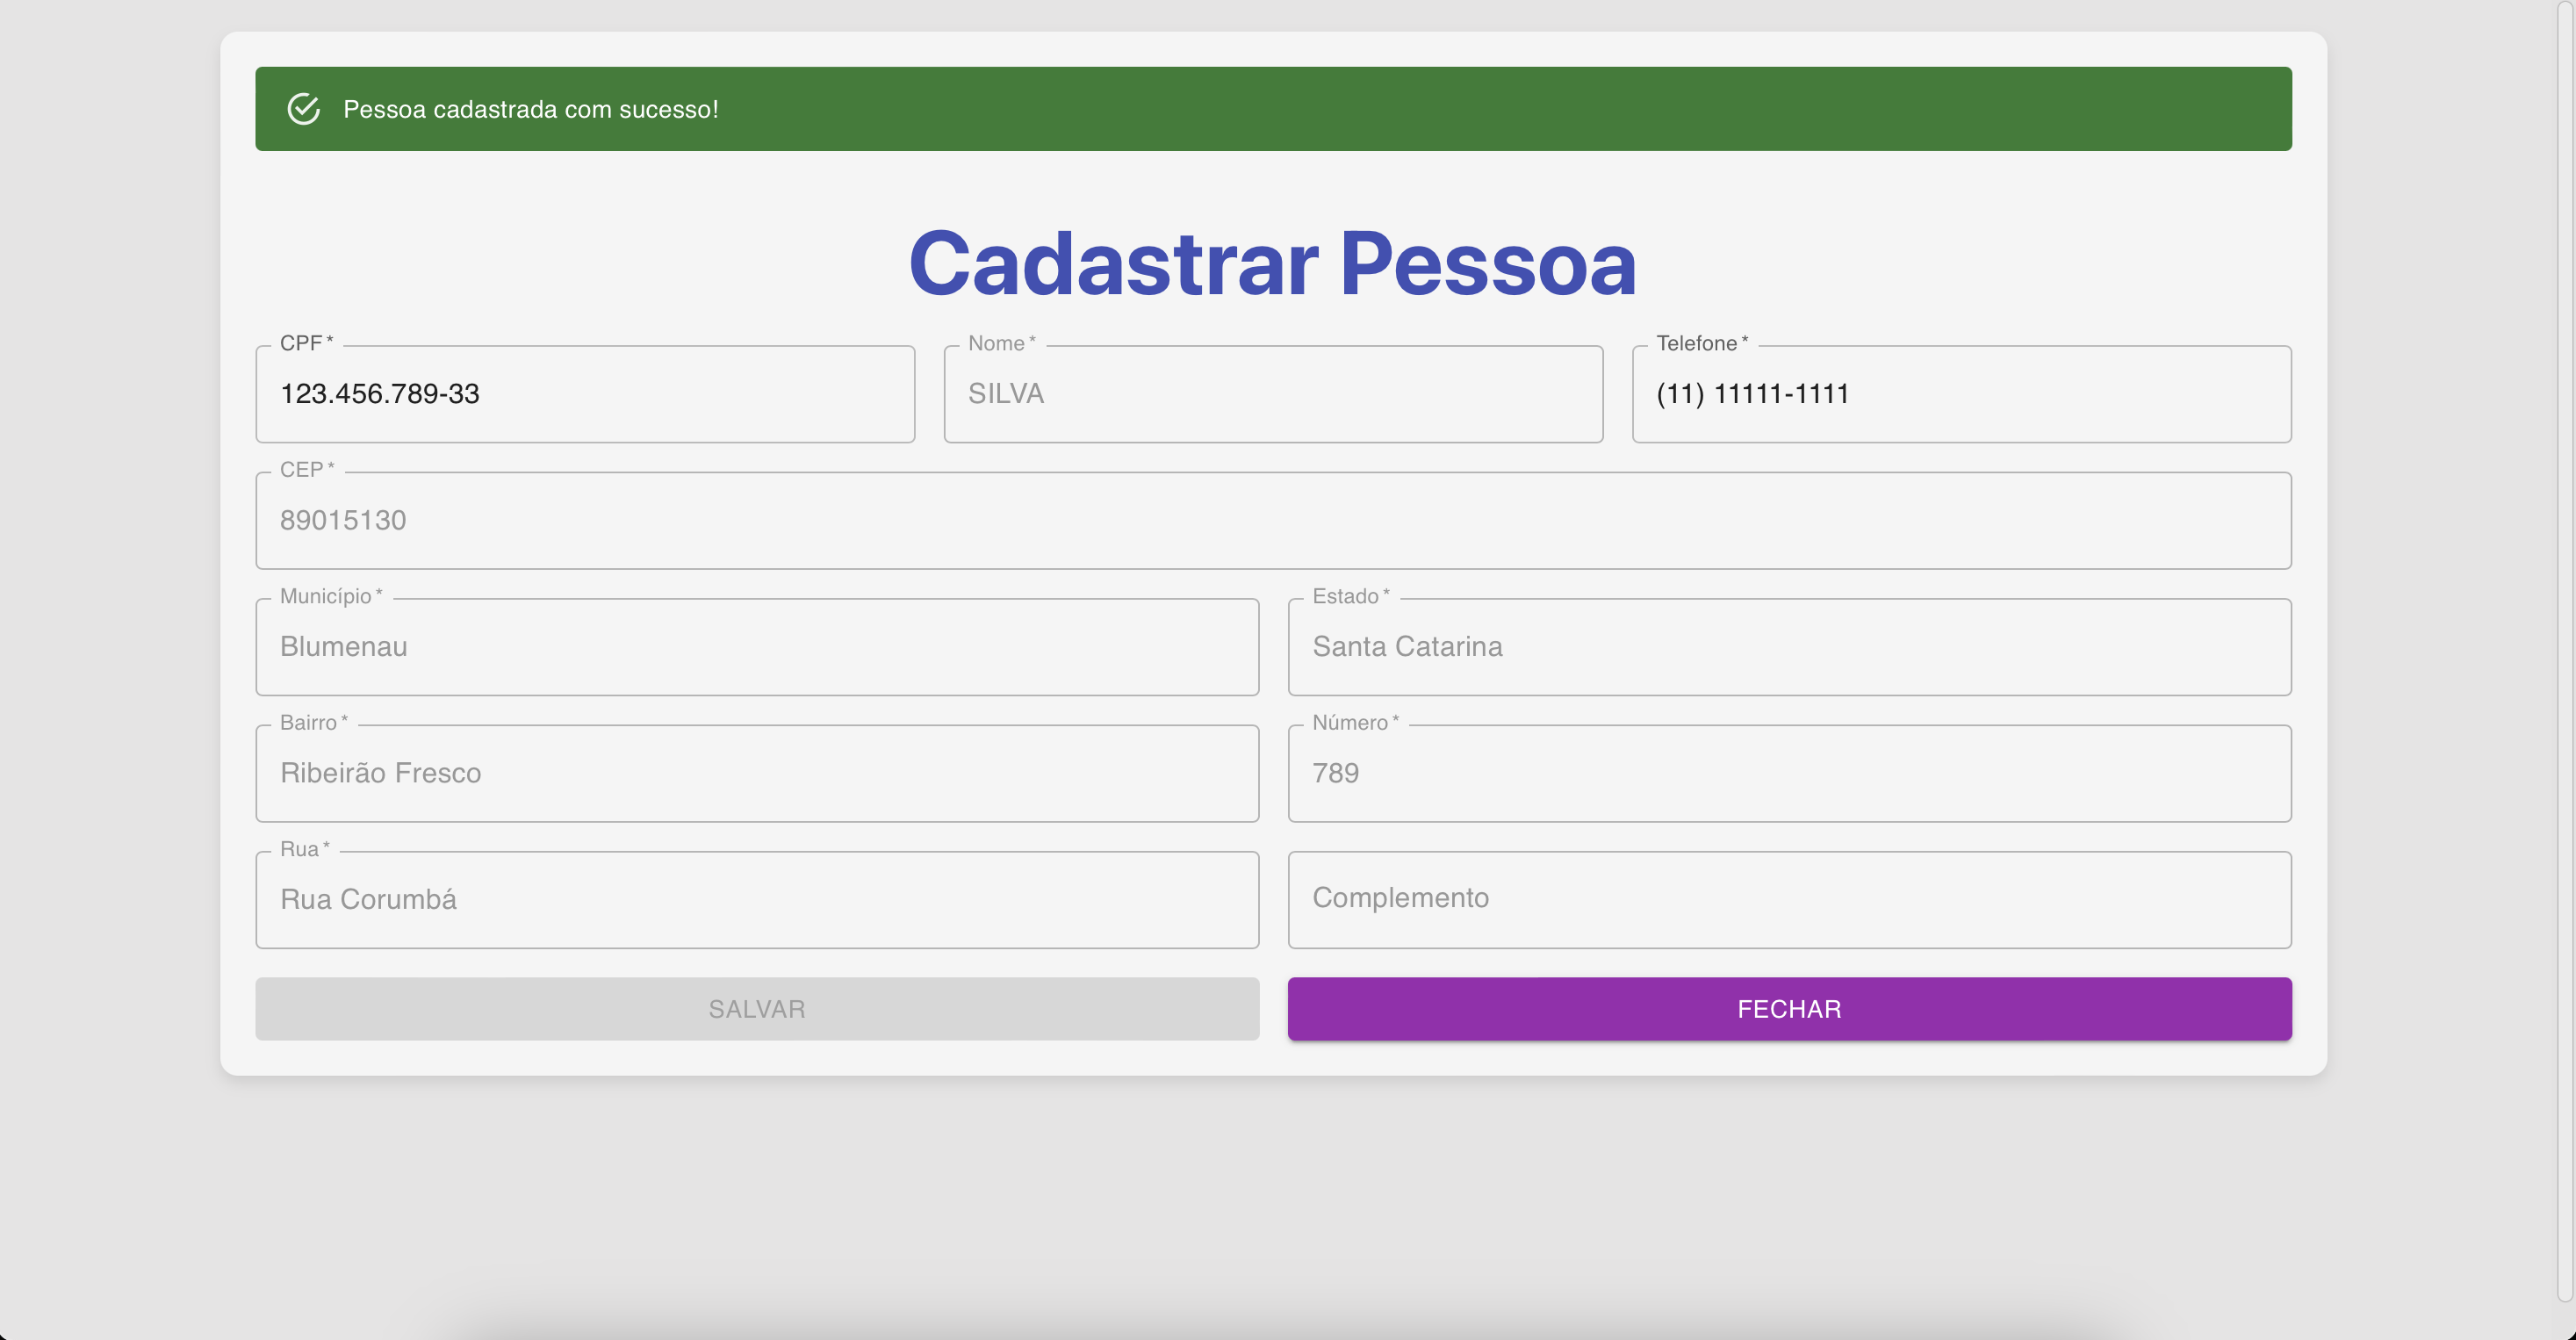 Pessoa cadastrada com sucesso!
Cadastrar Pessoa
CPF *
Nome *
Telefone *
123.456.789-33
SILVA
(11) 11111-1111
CEP *
89015130
Município *
Estado *
Blumenau
Santa Catarina
Bairro *
Número *
Ribeirão Fresco
789
Rua *
Rua Corumbá
Complemento
SALVAR
FECHAR